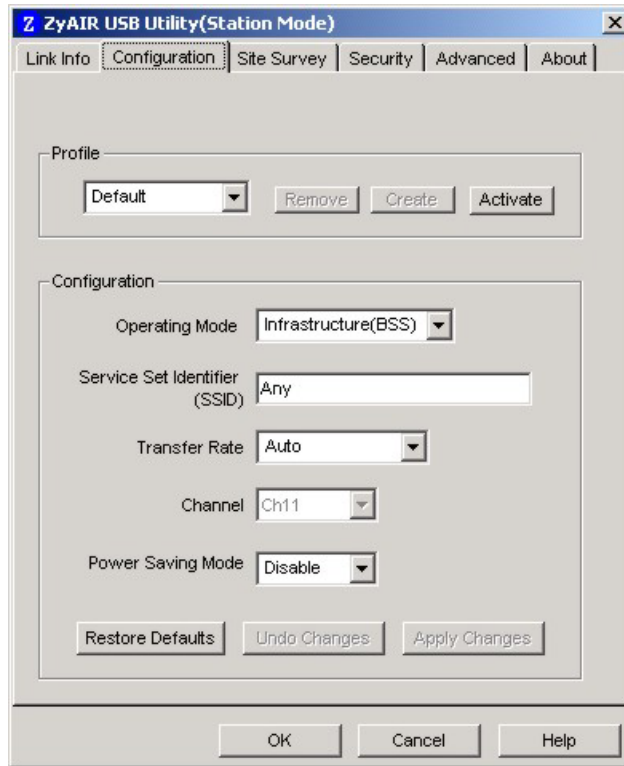 Z ZyAIR USB Utility(Station Mode)
Link Info Configuration Site Survey Security Advanced About
Profile
Default Remove Create Activate
Configuration
Operating Mode Infrastructure(BSS)
Service Set Identifier
(SSID) Any
Transfer Rate Auto
Channel Ch11
Power Saving Mode Disable
Restore Defaults Undo Changes Apply Changes
OK Cancel Help